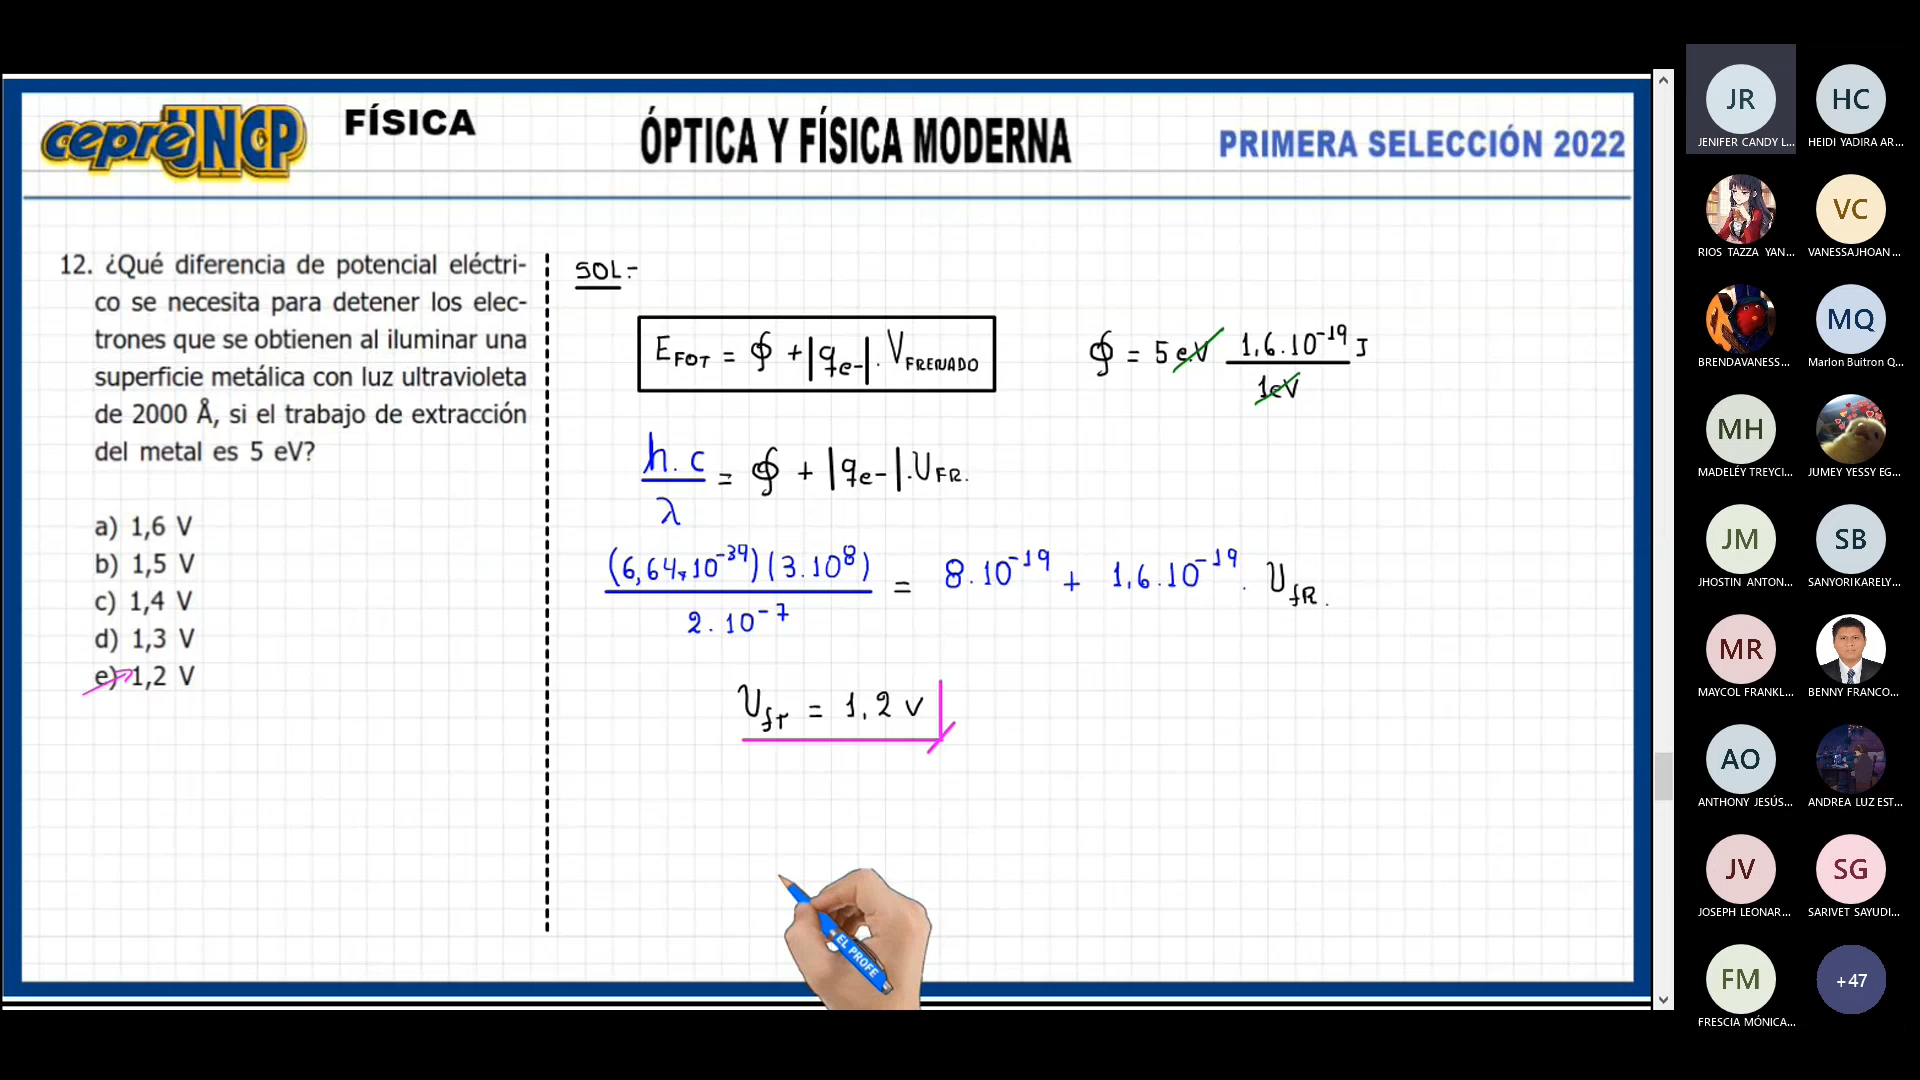 cepreUNCP
FÍSICA
ÓPTICA Y FÍSICA MODERNA
PRIMERA SELECCIÓN 2022
12. ¿Qué diferencia de potencial eléctri-
co se necesita para detener los elec-
trones que se obtienen al iluminar una
superficie metálica con luz ultravioleta
de 2000 Å, si el trabajo de extracción
del metal es 5 eV?
a) 1,6 V
b) 1,5 V
c) 1,4 V
d) 1,3 V
e) 1,2 V
SOL:-
E_FOT = ϕ + |q_e-| . V_FRENADO
ϕ = 5 eV 1,6.10^-19 J
1eV
h.c = ϕ + |q_e-|.V_FR.
λ
(6,64×10^-34)(3.10^8) = 8.10^-19 + 1,6.10^-19 . V_fR.
2.10^-7
V_fr = 1,2 V
EL PROFE
JR
JENIFER CANDY L...
HC
HEIDI YADIRA AR...
RIOS TAZZA YAN...
VC
VANESSAJHOAN...
BRENDAVANESS...
MQ
Marlon Buitron Q...
MH
MADELÉY TREYCI...
JUMEY YESSY EG...
JM
JHOSTIN ANTON...
SB
SANYORIKARELY...
MR
MAYCOL FRANKL...
BENNY FRANCO...
AO
ANTHONY JESÚS...
ANDREA LUZ EST...
JV
JOSEPH LEONAR...
SG
SARIVET SAYUDI...
FM
FRESCIA MÓNICA...
+47